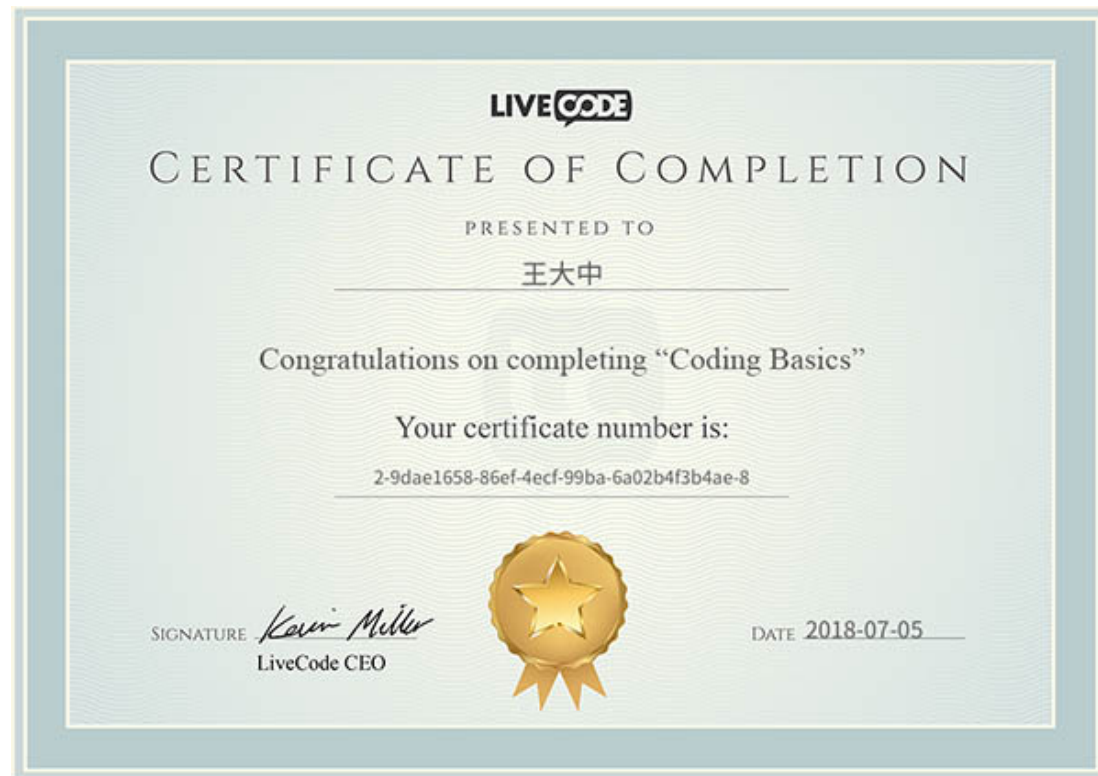 LIVECODE
CERTIFICATE OF COMPLETION
PRESENTED TO
王大中
Congratulations on completing “Coding Basics”
Your certificate number is:
2-9dae1658-86ef-4ecf-99ba-6a02b4f3b4ae-8
SIGNATURE Kevin Miller
LiveCode CEO
DATE 2018-07-05